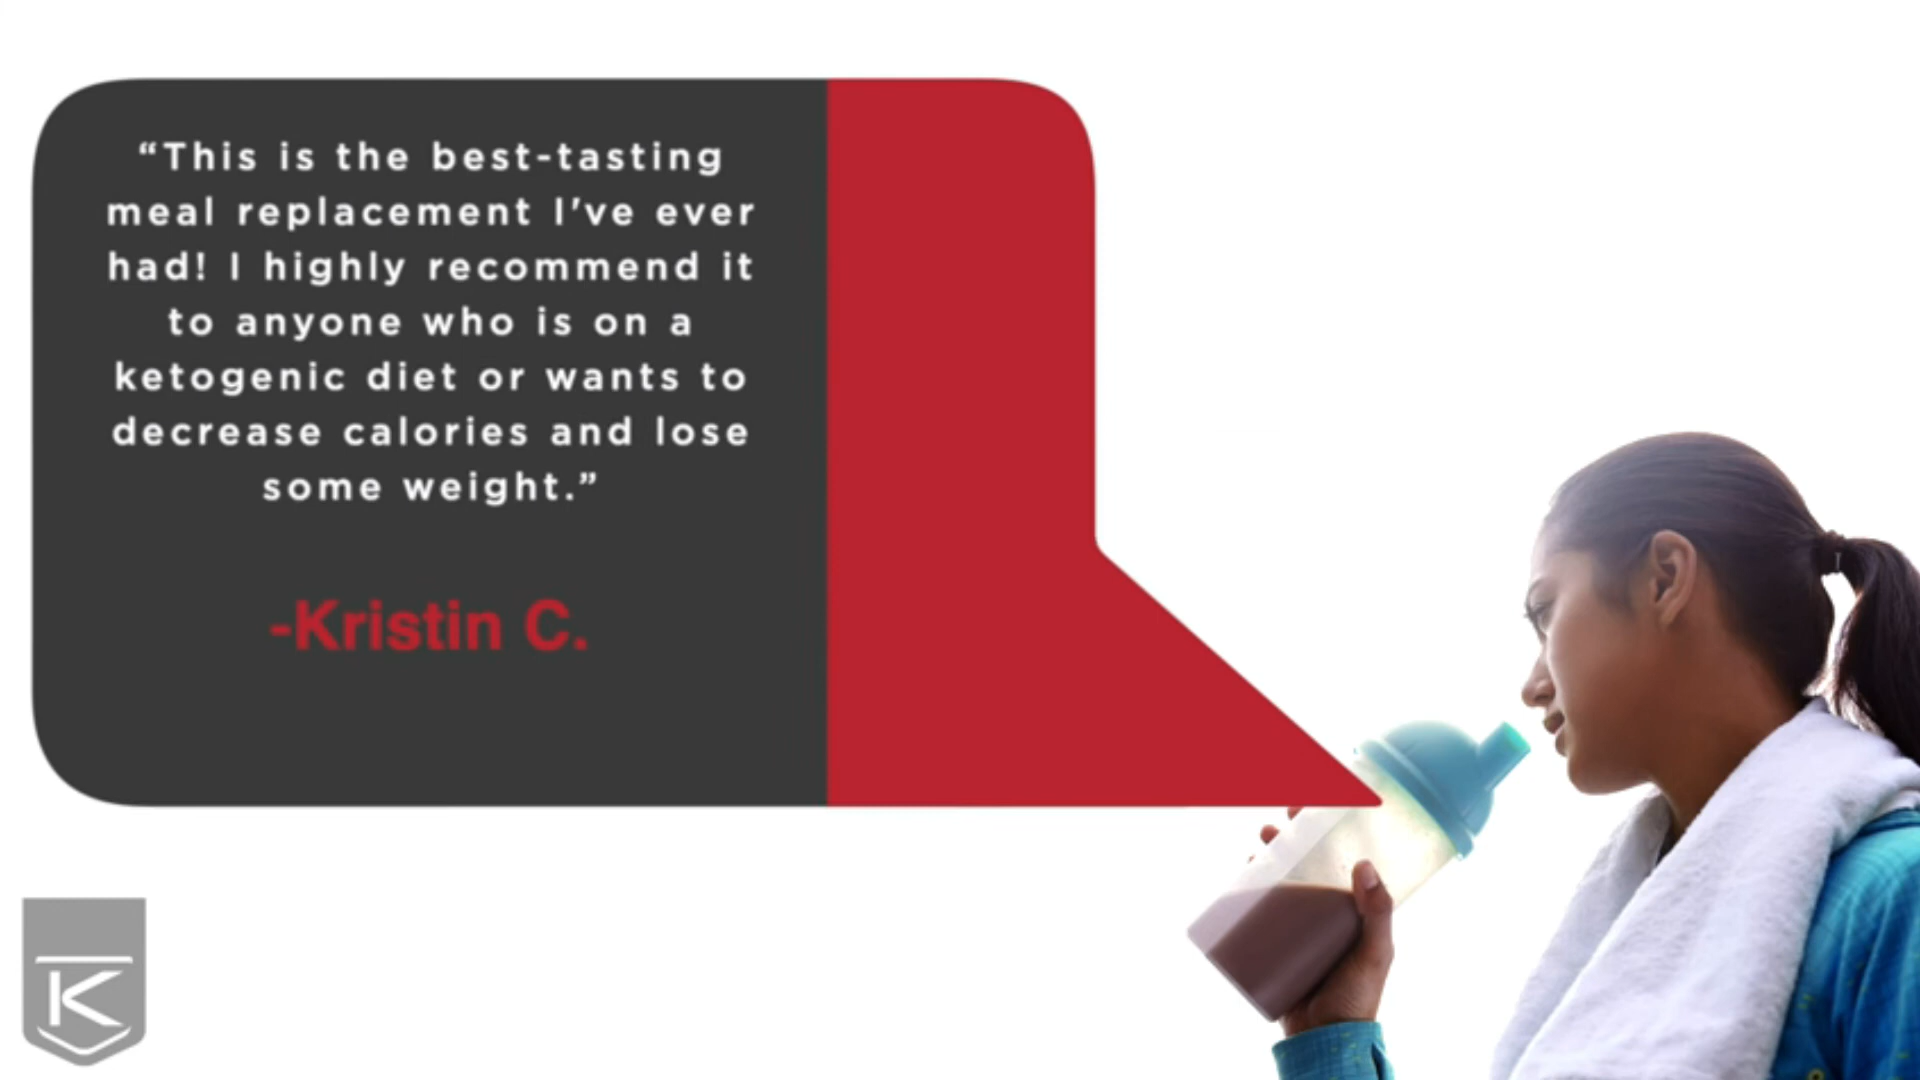 “This is the best-tasting
meal replacement I've ever
had! I highly recommend it
to anyone who is on a
ketogenic diet or wants to
decrease calories and lose
some weight.”
-Kristin C.
K